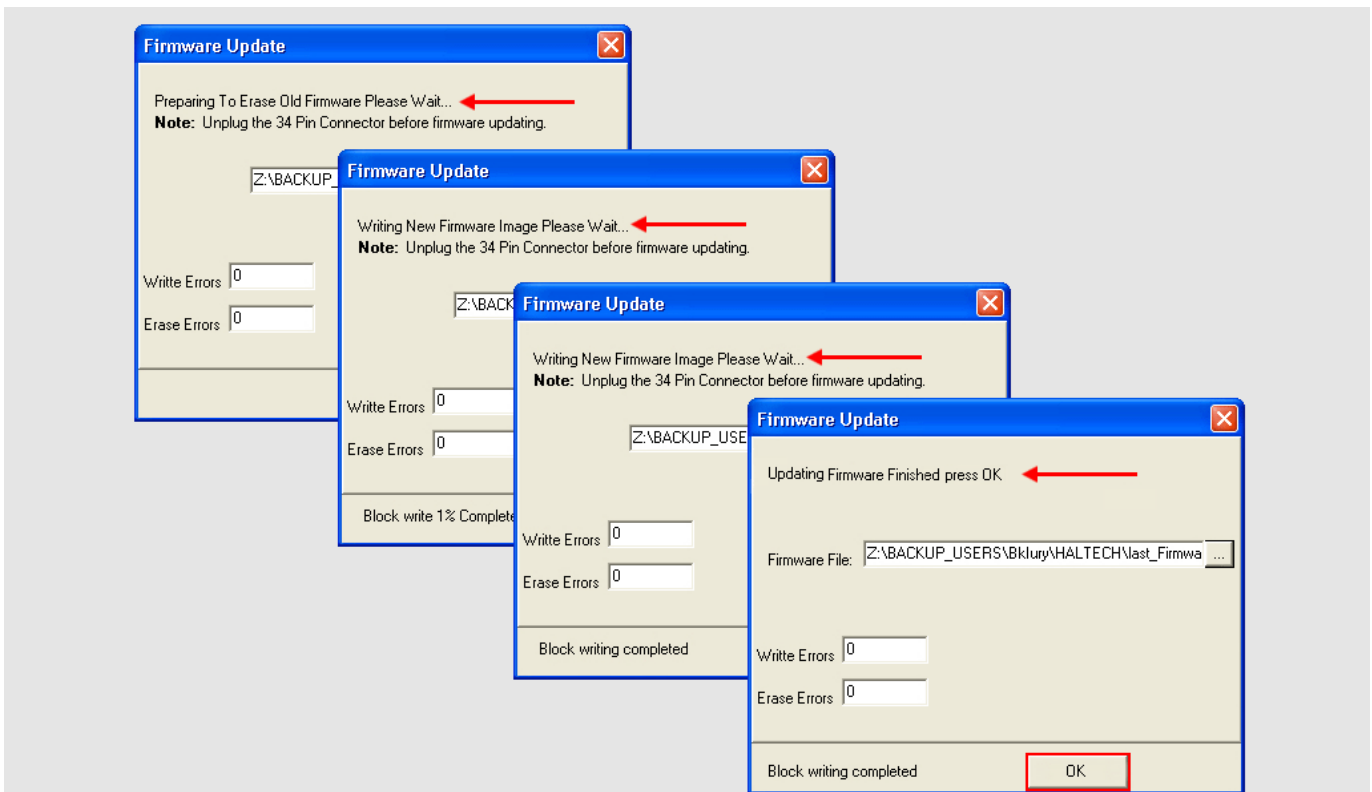 Firmware Update
Preparing To Erase Old Firmware Please Wait...
Note: Unplug the 34 Pin Connector before firmware updating.
Z:\BACKUP_
Writte Errors 0
Erase Errors 0
Firmware Update
Writing New Firmware Image Please Wait...
Note: Unplug the 34 Pin Connector before firmware updating.
Z:\BACK
Writte Errors 0
Erase Errors 0
Block write 1% Complete
Firmware Update
Writing New Firmware Image Please Wait...
Note: Unplug the 34 Pin Connector before firmware updating.
Z:\BACKUP_USE
Writte Errors 0
Erase Errors 0
Block writing completed
Firmware Update
Updating Firmware Finished press OK
Firmware File: Z:\BACKUP_USERS\Bklury\HALTECH\last_Firmwa ...
Writte Errors 0
Erase Errors 0
Block writing completed OK